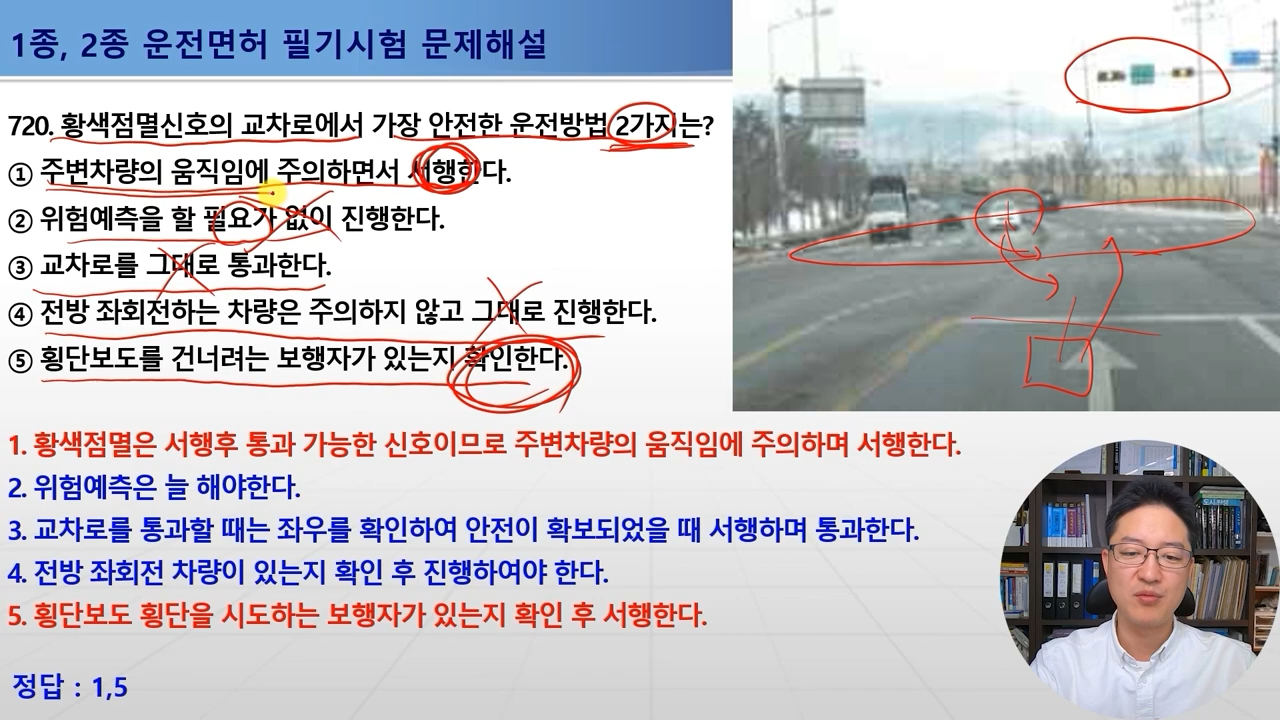 1종, 2종 운전면허 필기시험 문제해설
720. 황색점멸신호의 교차로에서 가장 안전한 운전방법 2가지는?
① 주변차량의 움직임에 주의하면서 서행한다.
② 위험예측을 할 필요가 없이 진행한다.
③ 교차로를 그대로 통과한다.
④ 전방 좌회전하는 차량은 주의하지 않고 그대로 진행한다.
⑤ 횡단보도를 건너려는 보행자가 있는지 확인한다.
1. 황색점멸은 서행후 통과 가능한 신호이므로 주변차량의 움직임에 주의하며 서행한다.
2. 위험예측은 늘 해야한다.
3. 교차로를 통과할 때는 좌우를 확인하여 안전이 확보되었을 때 서행하며 통과한다.
4. 전방 좌회전 차량이 있는지 확인 후 진행하여야 한다.
5. 횡단보도 횡단을 시도하는 보행자가 있는지 확인 후 서행한다.
정답 : 1,5